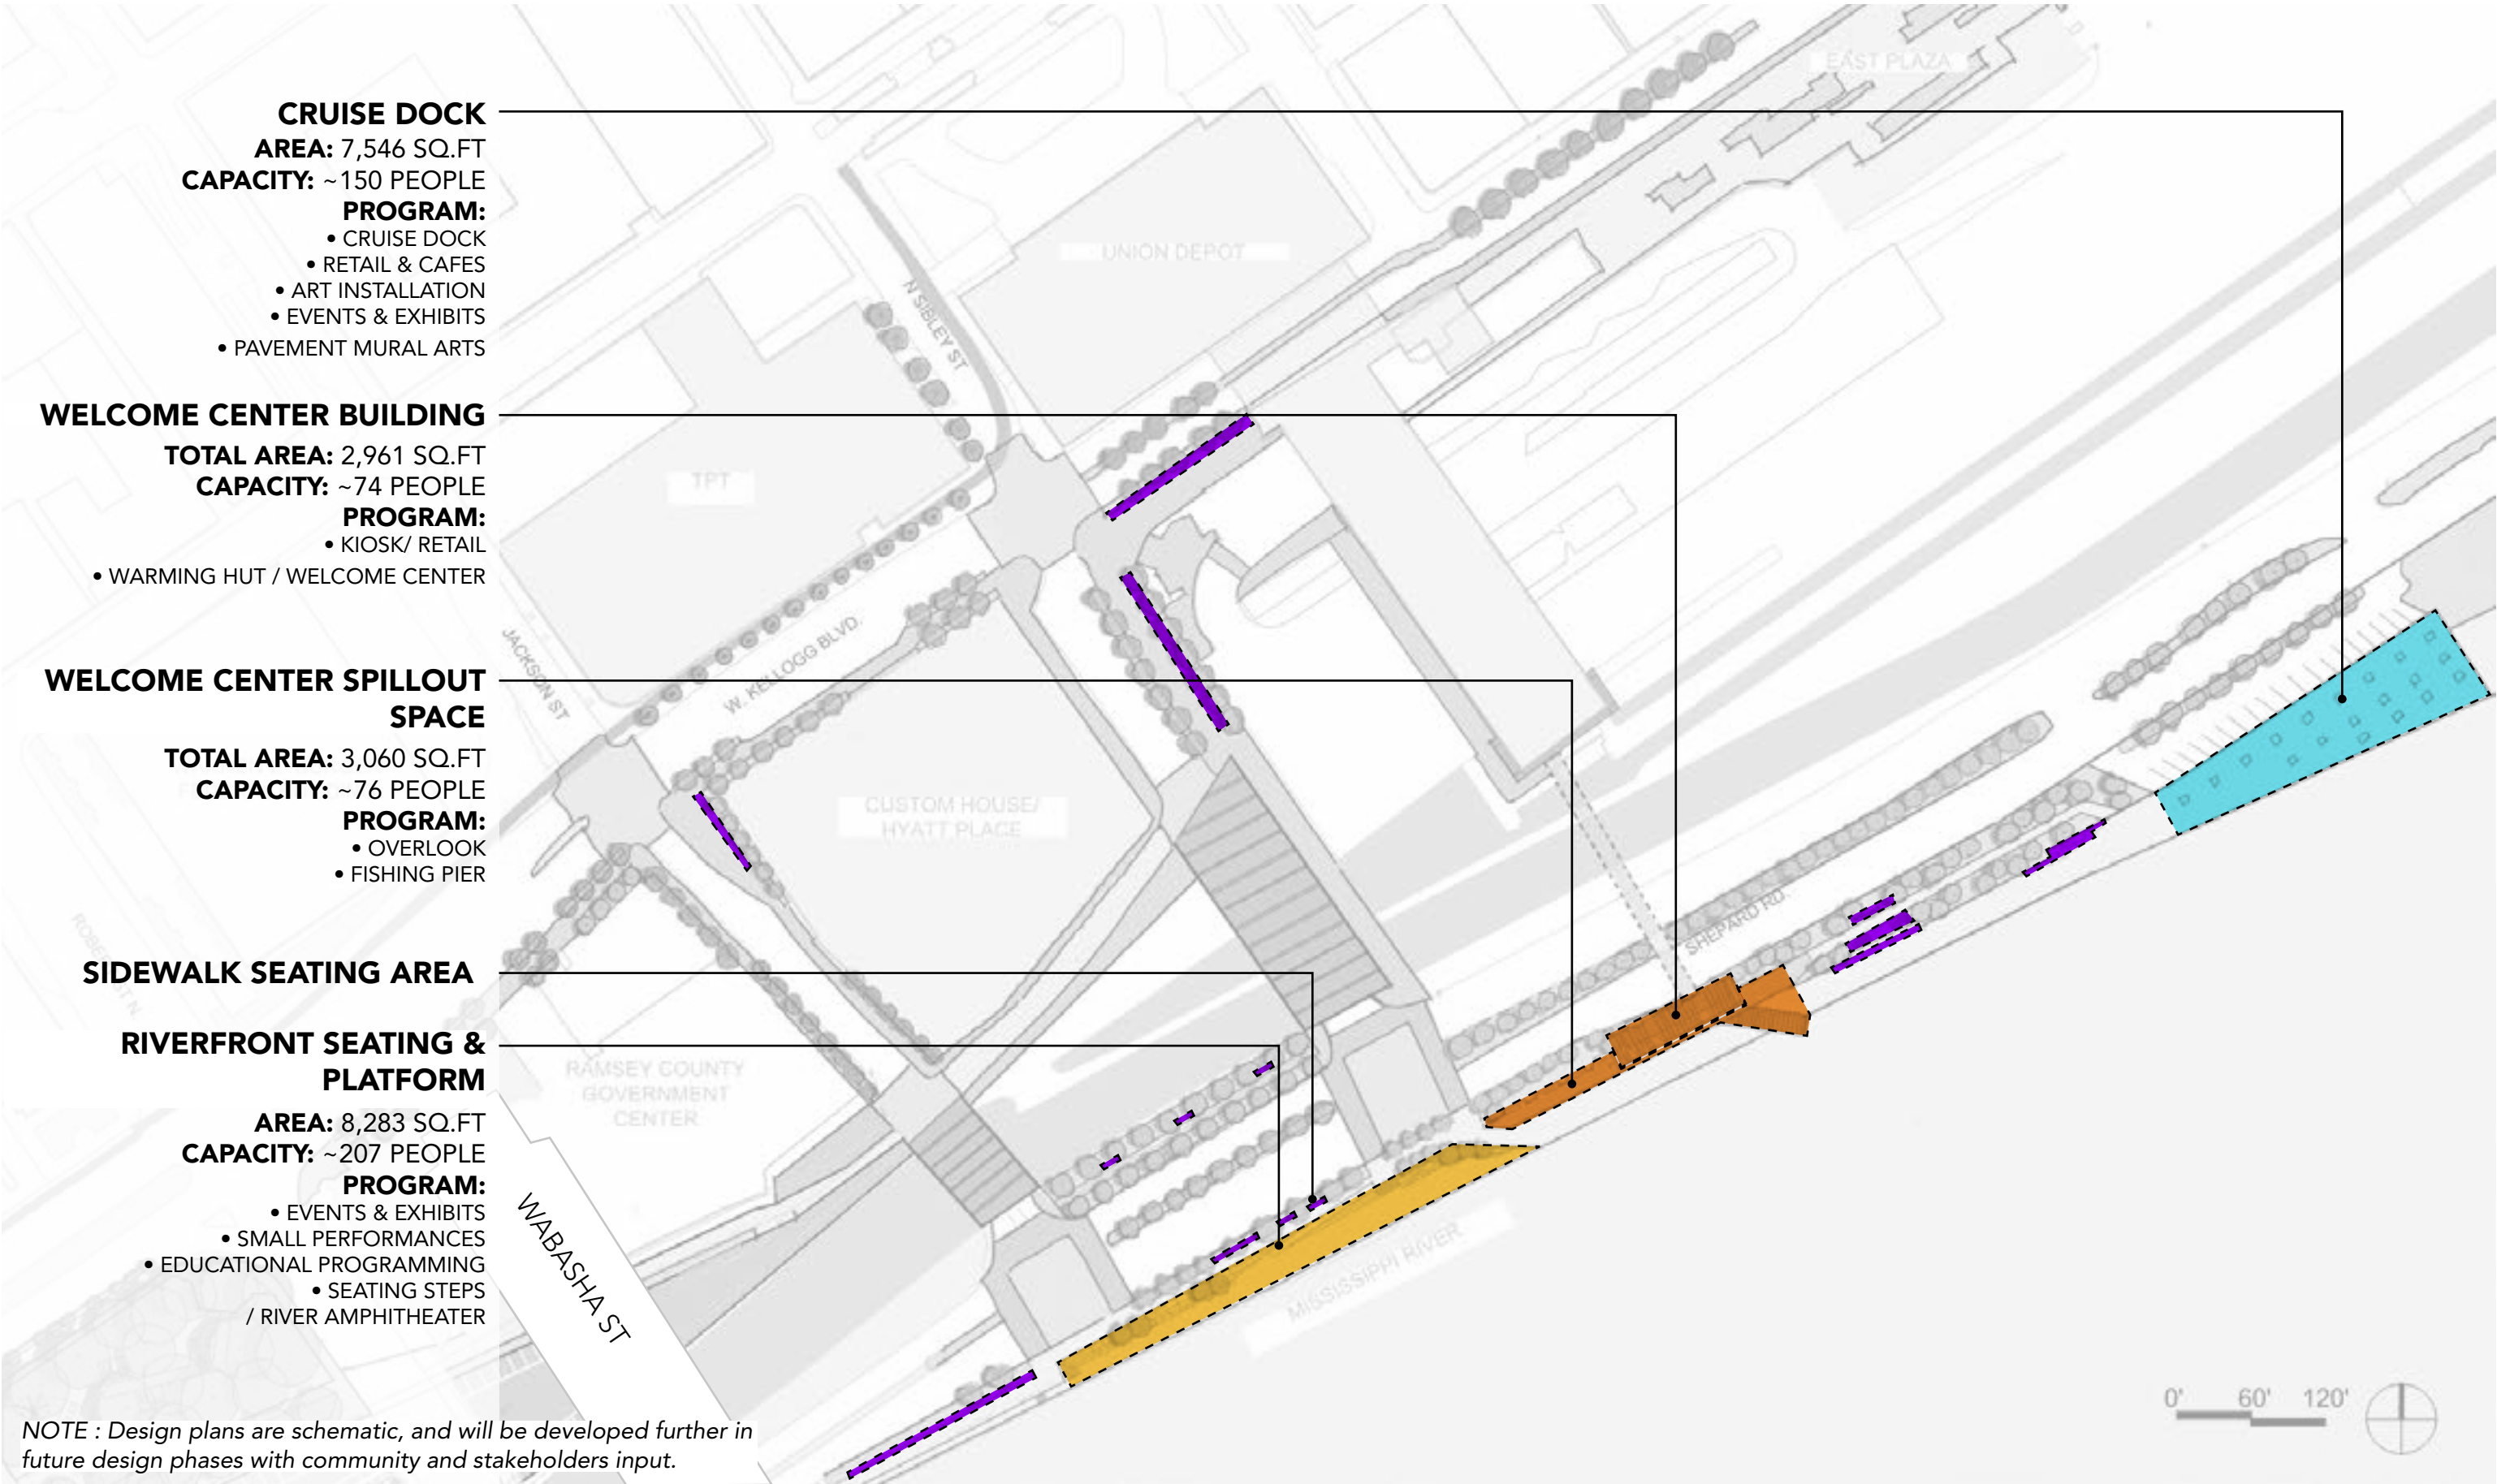 CRUISE DOCK
AREA: 7,546 SQ.FT
CAPACITY: ~150 PEOPLE
PROGRAM:
• CRUISE DOCK
• RETAIL & CAFES
• ART INSTALLATION
• EVENTS & EXHIBITS
• PAVEMENT MURAL ARTS
WELCOME CENTER BUILDING
TOTAL AREA: 2,961 SQ.FT
CAPACITY: ~74 PEOPLE
PROGRAM:
• KIOSK/ RETAIL
• WARMING HUT / WELCOME CENTER
WELCOME CENTER SPILLOUT
SPACE
TOTAL AREA: 3,060 SQ.FT
CAPACITY: ~76 PEOPLE
PROGRAM:
• OVERLOOK
• FISHING PIER
SIDEWALK SEATING AREA
RIVERFRONT SEATING &
PLATFORM
AREA: 8,283 SQ.FT
CAPACITY: ~207 PEOPLE
PROGRAM:
• EVENTS & EXHIBITS
• SMALL PERFORMANCES
• EDUCATIONAL PROGRAMMING
• SEATING STEPS
/ RIVER AMPHITHEATER
NOTE : Design plans are schematic, and will be developed further in
future design phases with community and stakeholders input.
EAST PLAZA
UNION DEPOT
N SIBLEY ST
TPT
W. KELLOGG BLVD.
JACKSON ST
CUSTOM HOUSE/
HYATT PLACE
ROBERT N.
SHEPARD RD.
RAMSEY COUNTY
GOVERNMENT
CENTER
WABASHA ST
MISSISSIPPI RIVER
0' 60' 120'